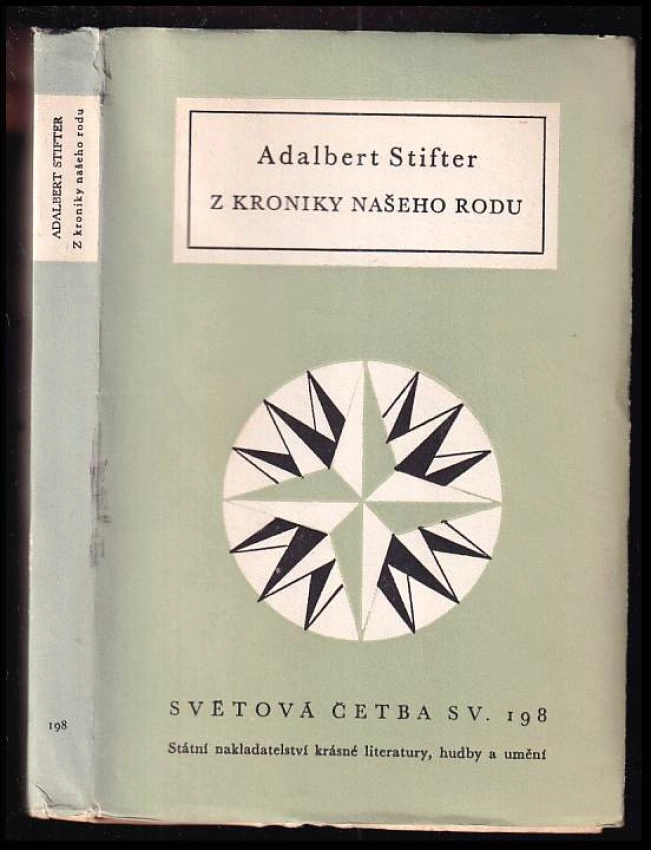 ADALBERT STIFTER
Z kroniky našeho rodu
198
Adalbert Stifter
Z KRONIKY NAŠEHO RODU
SVĚTOVÁ ČETBA SV. 198
Státní nakladatelství krásné literatury, hudby a umění